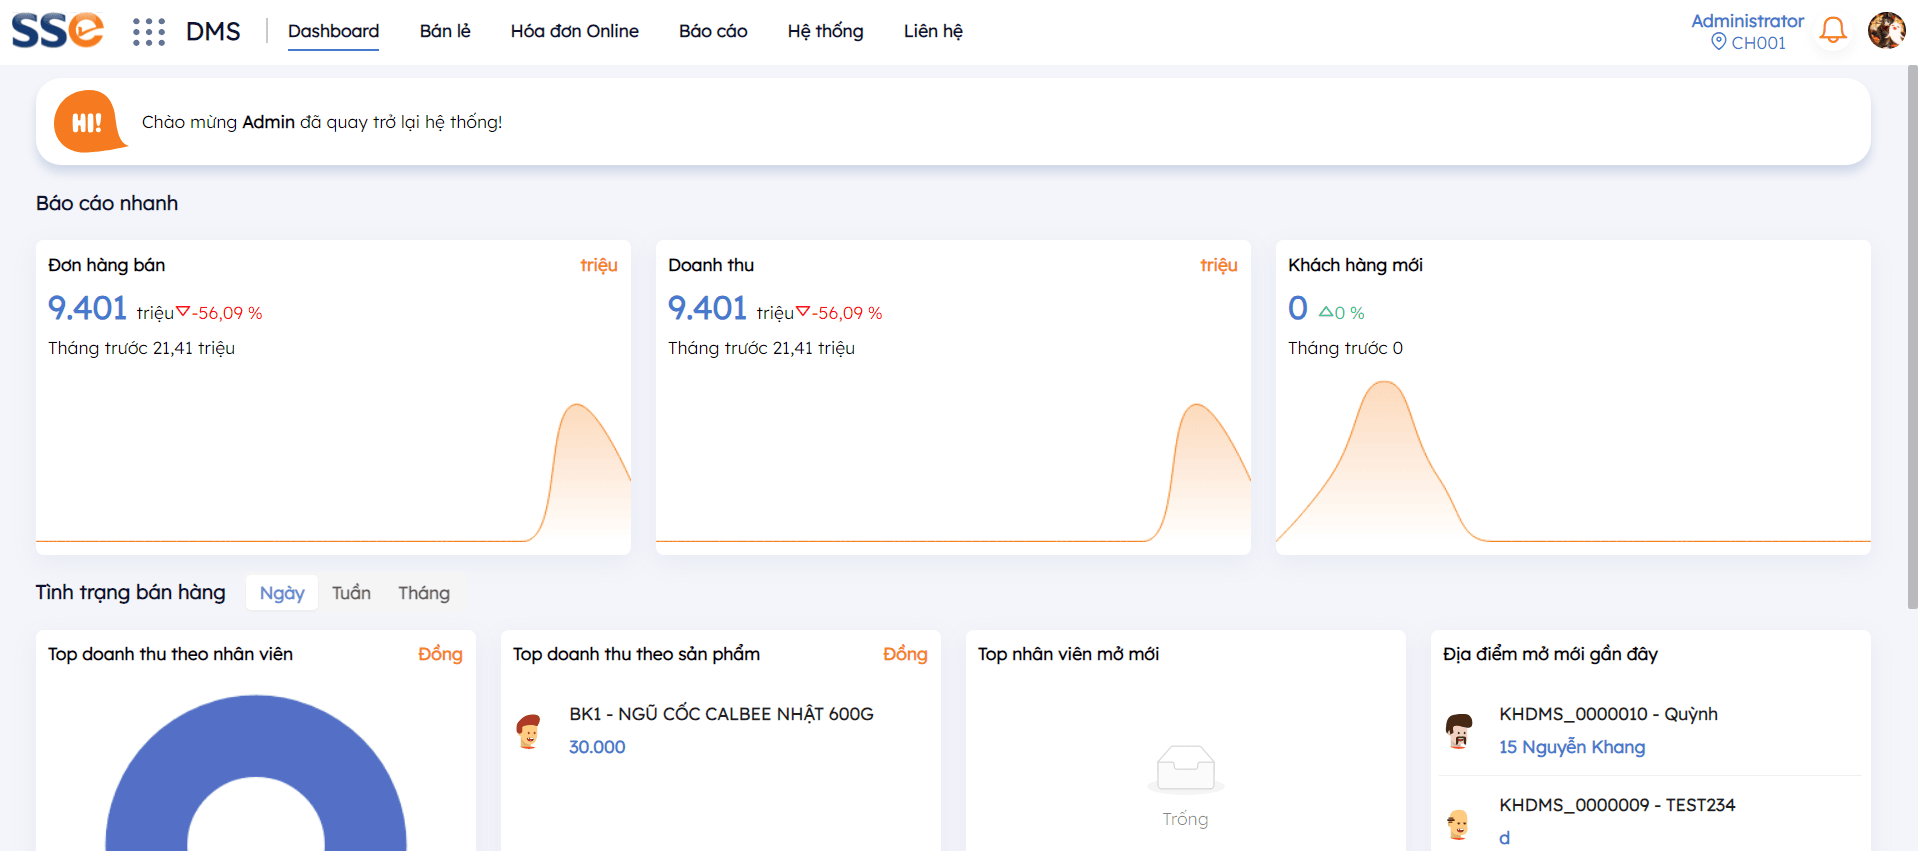 SSE
DMS
Dashboard
Bán lẻ
Hóa đơn Online
Báo cáo
Hệ thống
Liên hệ
Administrator
CH001
HI!
Chào mừng Admin đã quay trở lại hệ thống!
Báo cáo nhanh
Đơn hàng bán
triệu
9.401 triệu -56,09 %
Tháng trước 21,41 triệu
Doanh thu
triệu
9.401 triệu -56,09 %
Tháng trước 21,41 triệu
Khách hàng mới
0 0 %
Tháng trước 0
Tình trạng bán hàng
Ngày
Tuần
Tháng
Top doanh thu theo nhân viên
Đồng
Top doanh thu theo sản phẩm
Đồng
BK1 - NGŨ CỐC CALBEE NHẬT 600G
30.000
Top nhân viên mở mới
Trống
Địa điểm mở mới gần đây
KHDMS_0000010 - Quỳnh
15 Nguyễn Khang
KHDMS_0000009 - TEST234
d